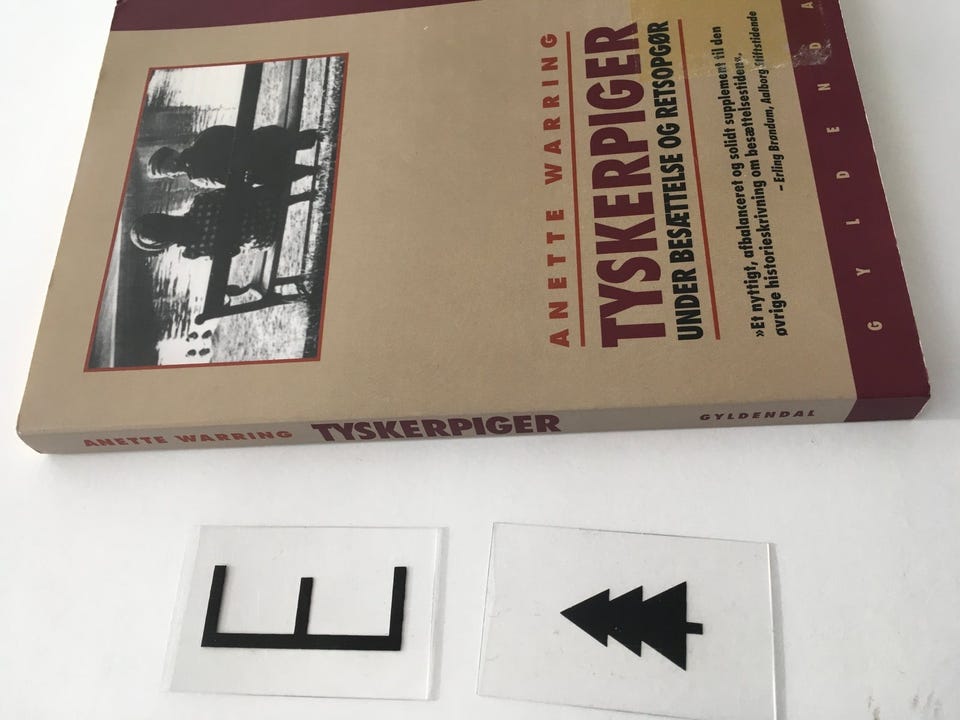 ANETTE WARRING
TYSKERPIGER
UNDER BESÆTTELSE OG RETSOPGØR
»Et nyttigt, afbalanceret og solidt supplement til den
øvrige historieskrivning om besættelsestiden«.
– Erling Brøndum, Aalborg Stiftstidende
GYLDENDA
ANETTE WARRING TYSKERPIGER GYLDENDAL
E